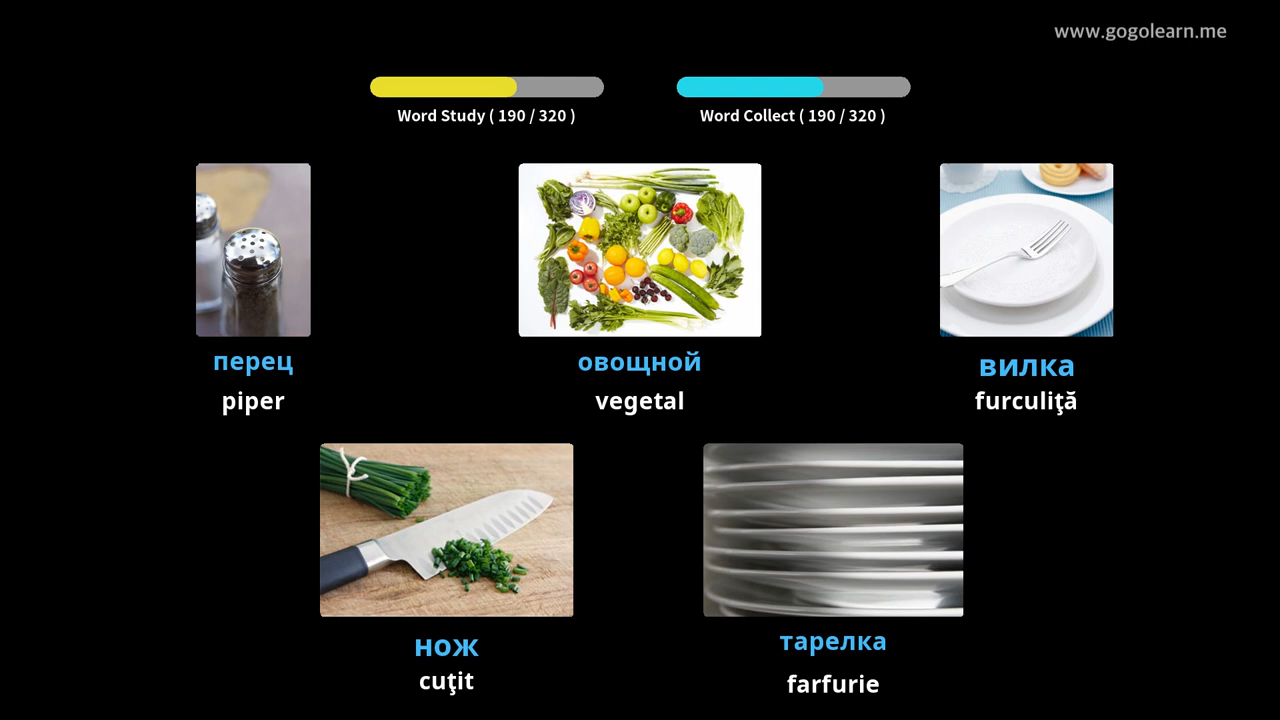 www.gogolearn.me
Word Study ( 190 / 320 )
Word Collect ( 190 / 320 )
перец
овощной
вилка
piper
vegetal
furculiţă
нож
тарелка
cuţit
farfurie